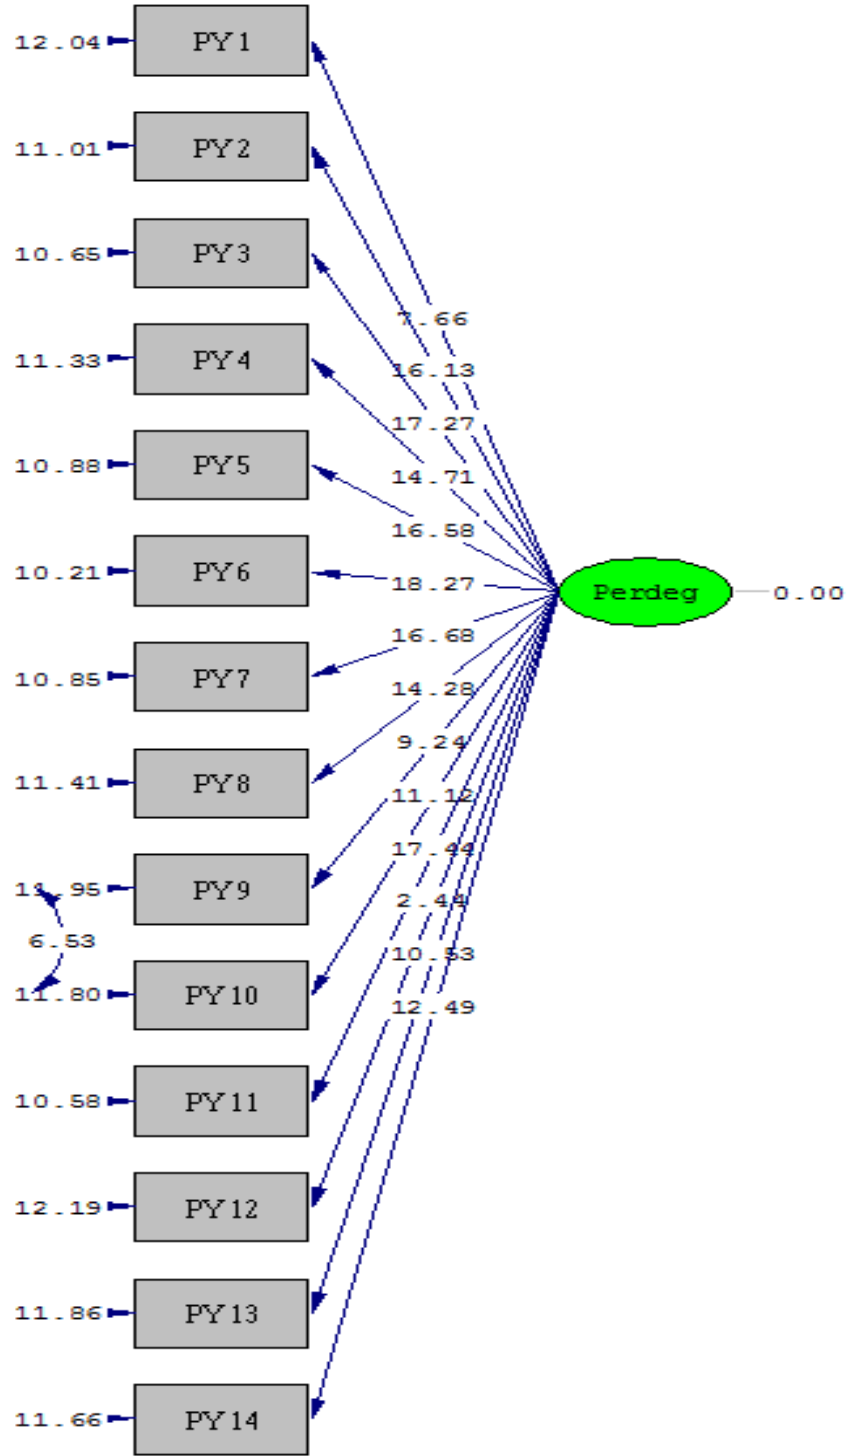 12.04 PY1
11.01 PY2
10.65 PY3
7.66
11.33 PY4
16.13
17.27
10.88 PY5
14.71
16.58
10.21 PY6
18.27
Perdeg 0.00
16.68
10.85 PY7
14.28
9.24
11.41 PY8
11.12
17.44
11.95 PY9
2.44
6.53
10.53
11.80 PY10
12.49
10.58 PY11
12.19 PY12
11.86 PY13
11.66 PY14